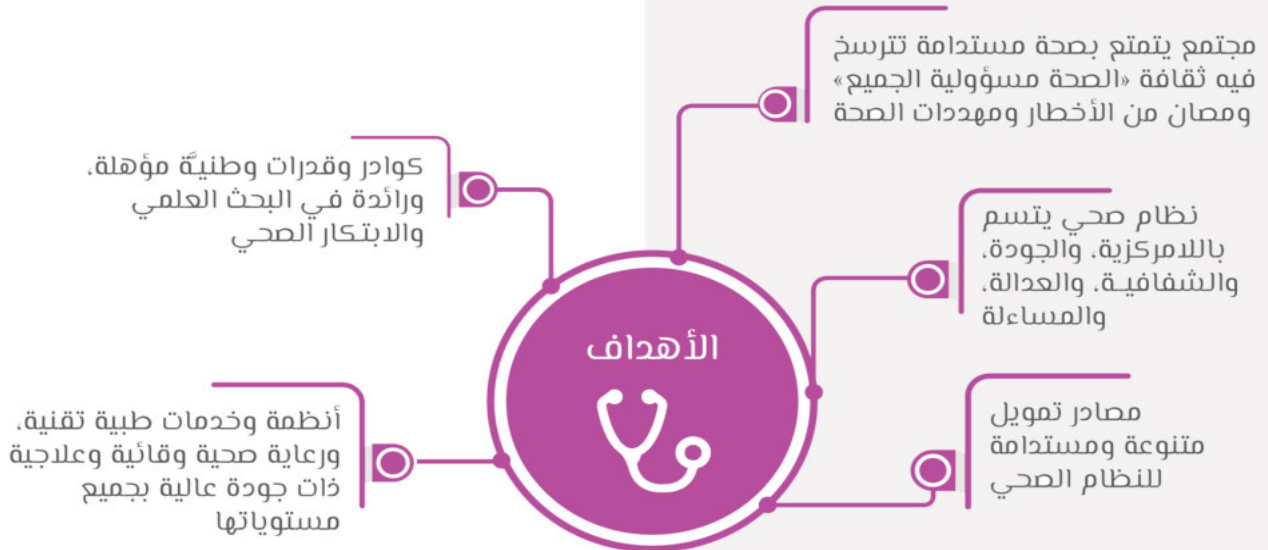 مجتمع يتمتع بصحة مستدامة تترسخ
فيه ثقافة «الصحة مسؤولية الجميع»
ومصان من الأخطار ومهددات الصحة
نظام صحي يتسم
باللامركزية، والجودة،
والشفافية، والعدالة،
والمساءلة
مصادر تمويل
متنوعة ومستدامة
للنظام الصحي
الأهداف
كوادر وقدرات وطنيَّة مؤهلة،
ورائدة في البحث العلمي
والابتكار الصحي
أنظمة وخدمات طبية تقنية،
ورعاية صحية وقائية وعلاجية
ذات جودة عالية بجميع
مستوياتها